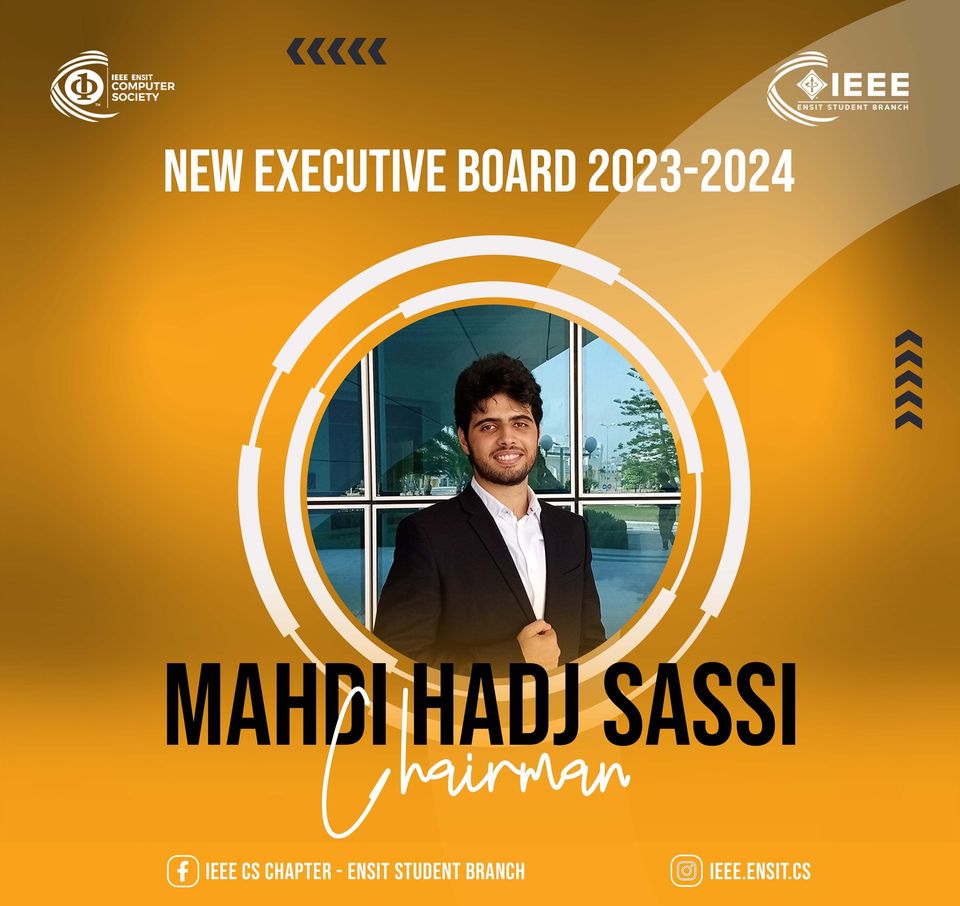 IEEE ENSIT
COMPUTER
SOCIETY
IEEE
ENSIT STUDENT BRANCH
NEW EXECUTIVE BOARD 2023-2024
MAHDI HADJ SASSI
Chairman
IEEE CS CHAPTER - ENSIT STUDENT BRANCH
IEEE.ENSIT.CS